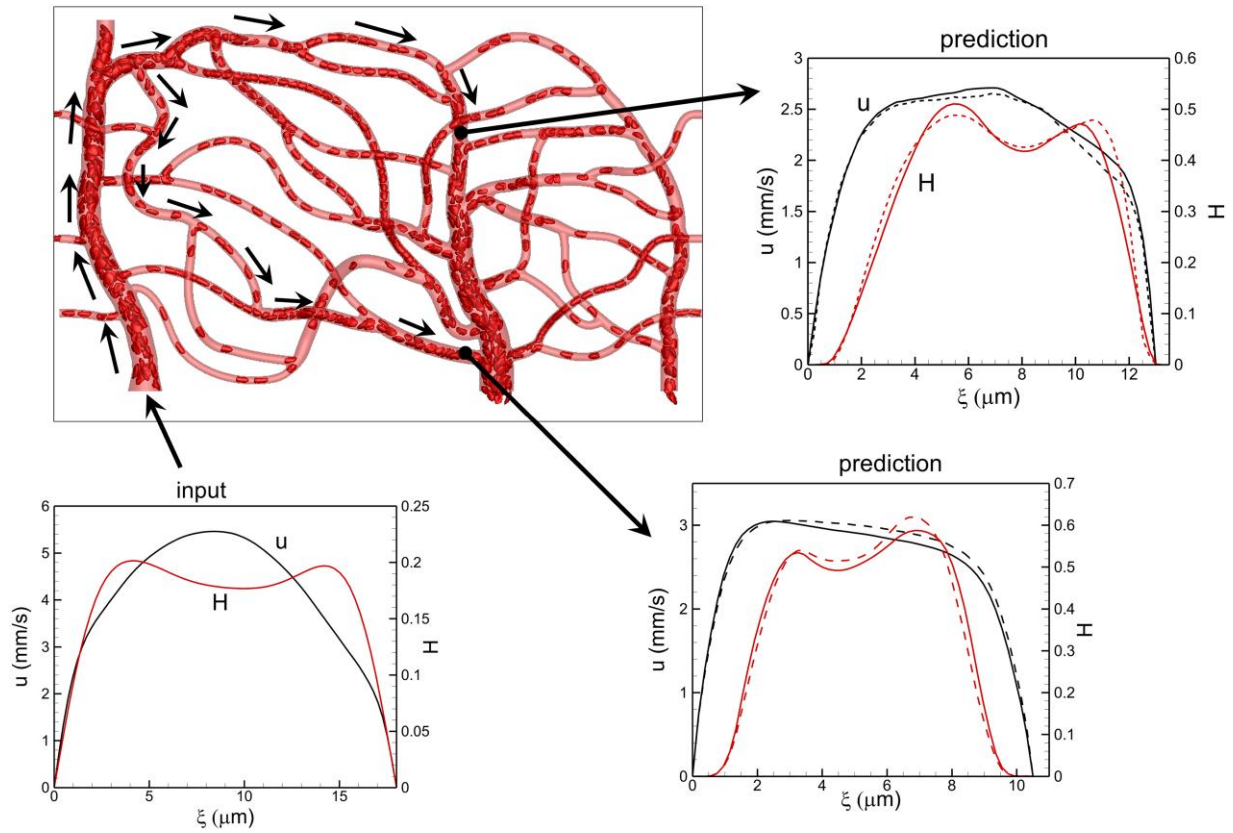 prediction
3
2.5
2
1.5
1
0.5
0
u (mm/s)
u
H
0.6
0.5
0.4
0.3
0.2
0.1
0
H
0 2 4 6 8 10 12
ξ (μm)
input
6
5
4
3
2
1
0
u (mm/s)
u
H
0.25
0.2
0.15
0.1
0.05
0
H
0 5 10 15
ξ (μm)
prediction
3
2
1
0
u (mm/s)
0.7
0.6
0.5
0.4
0.3
0.2
0.1
0
H
0 2 4 6 8 10
ξ (μm)